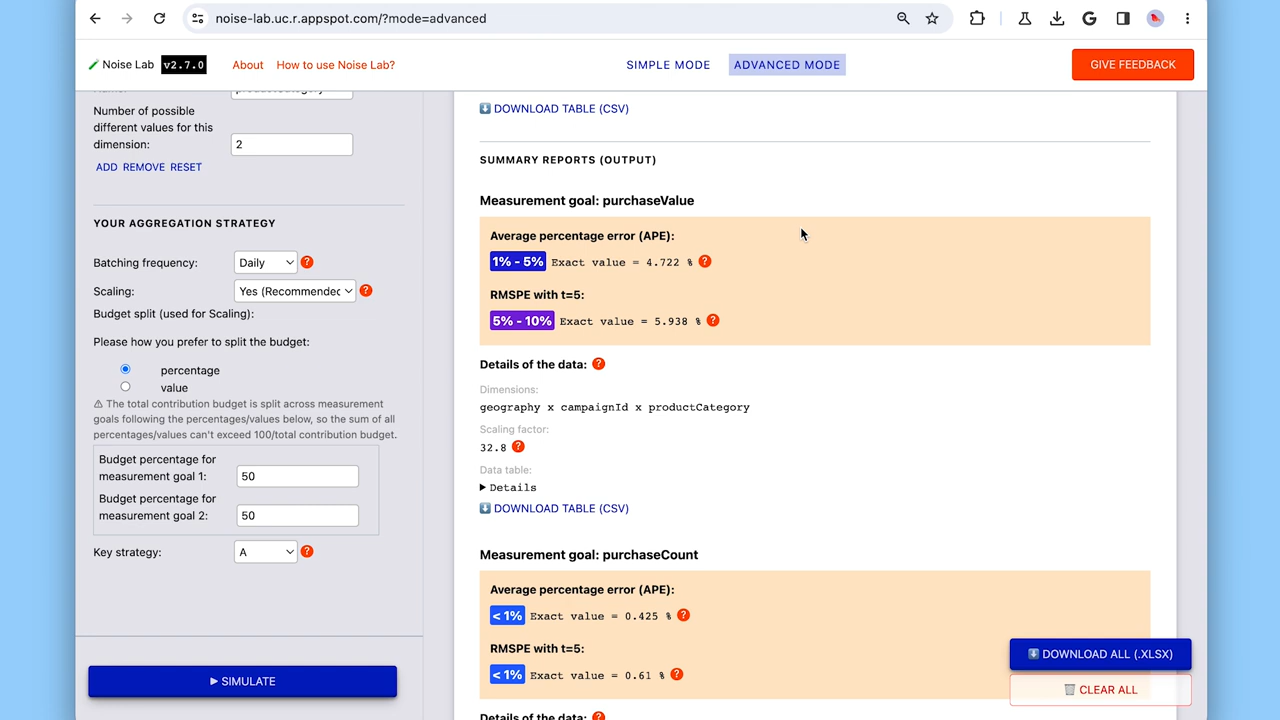 noise-lab.uc.r.appspot.com/?mode=advanced
Noise Lab v2.7.0 About How to use Noise Lab? SIMPLE MODE ADVANCED MODE GIVE FEEDBACK
Number of possible
different values for this
dimension: 2
ADD REMOVE RESET
YOUR AGGREGATION STRATEGY
Batching frequency: Daily ?
Scaling: Yes (Recommended ?
Budget split (used for Scaling):
Please how you prefer to split the budget:
percentage
value
⚠ The total contribution budget is split across measurement
goals following the percentages/values below, so the sum of all
percentages/values can't exceed 100/total contribution budget.
Budget percentage for
measurement goal 1: 50
Budget percentage for
measurement goal 2: 50
Key strategy: A ?
▶ SIMULATE
DOWNLOAD TABLE (CSV)
SUMMARY REPORTS (OUTPUT)
Measurement goal: purchaseValue
Average percentage error (APE):
1% - 5% Exact value = 4.722 % ?
RMSPE with t=5:
5% - 10% Exact value = 5.938 % ?
Details of the data: ?
Dimensions:
geography x campaignId x productCategory
Scaling factor:
32.8 ?
Data table:
▶ Details
DOWNLOAD TABLE (CSV)
Measurement goal: purchaseCount
Average percentage error (APE):
< 1% Exact value = 0.425 % ?
RMSPE with t=5:
< 1% Exact value = 0.61 % ?
Details of the data: ?
DOWNLOAD ALL (.XLSX)
CLEAR ALL